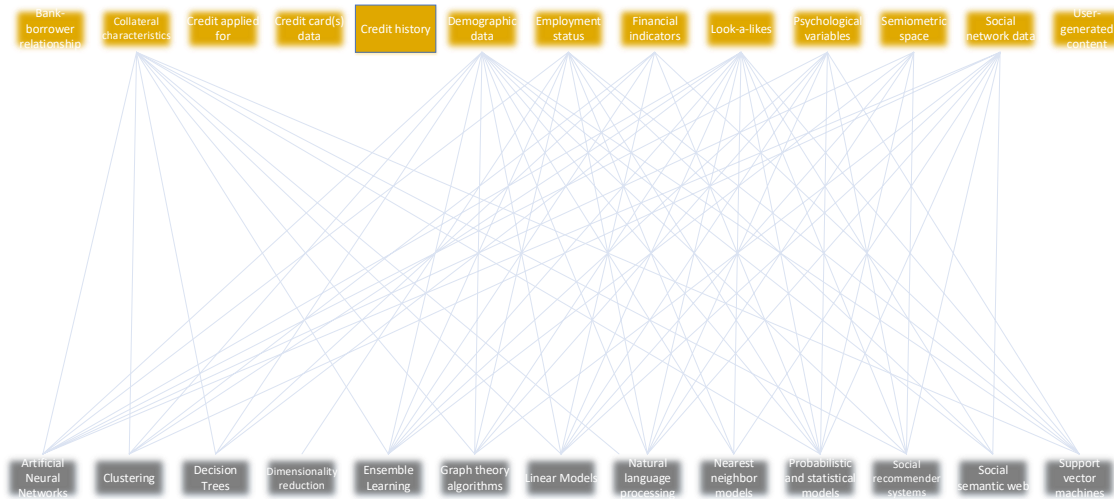 Bank-
borrower
relationship
Collateral
characteristics
Credit applied
for
Credit card(s)
data
Credit history
Demographic
data
Employment
status
Financial
indicators
Look-a-likes
Psychological
variables
Semiometric
space
Social
network data
User-
generated
content
Artificial
Neural
Networks
Clustering
Decision
Trees
Dimensionality
reduction
Ensemble
Learning
Graph theory
algorithms
Linear Models
Natural
language
processing
Nearest
neighbor
models
Probabilistic
and statistical
models
Social
recommender
systems
Social
semantic web
Support
vector
machines